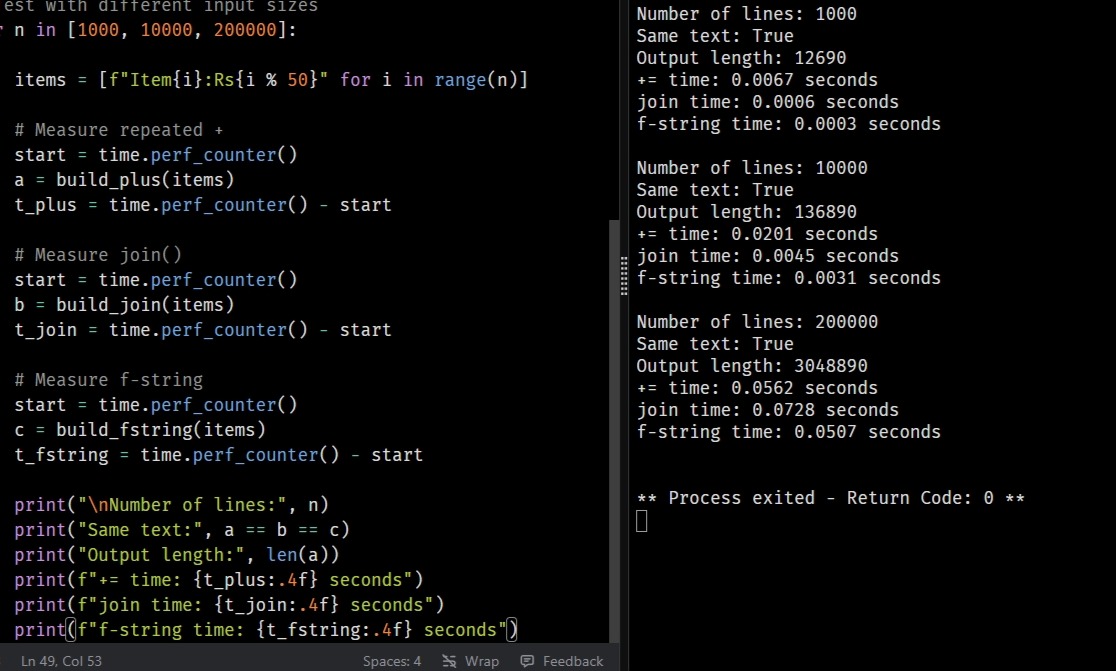 est with different input sizes
r n in [1000, 10000, 200000]:
items = [f"Item{i}:Rs{i % 50}" for i in range(n)]
# Measure repeated +
start = time.perf_counter()
a = build_plus(items)
t_plus = time.perf_counter() - start
# Measure join()
start = time.perf_counter()
b = build_join(items)
t_join = time.perf_counter() - start
# Measure f-string
start = time.perf_counter()
c = build_fstring(items)
t_fstring = time.perf_counter() - start
print("\nNumber of lines:", n)
print("Same text:", a == b == c)
print("Output length:", len(a))
print(f"+= time: {t_plus:.4f} seconds")
print(f"join time: {t_join:.4f} seconds")
print(f"f-string time: {t_fstring:.4f} seconds")
Ln 49, Col 53
Spaces: 4
Wrap
Feedback
Number of lines: 1000
Same text: True
Output length: 12690
+= time: 0.0067 seconds
join time: 0.0006 seconds
f-string time: 0.0003 seconds
Number of lines: 10000
Same text: True
Output length: 136890
+= time: 0.0201 seconds
join time: 0.0045 seconds
f-string time: 0.0031 seconds
Number of lines: 200000
Same text: True
Output length: 3048890
+= time: 0.0562 seconds
join time: 0.0728 seconds
f-string time: 0.0507 seconds
** Process exited - Return Code: 0 **